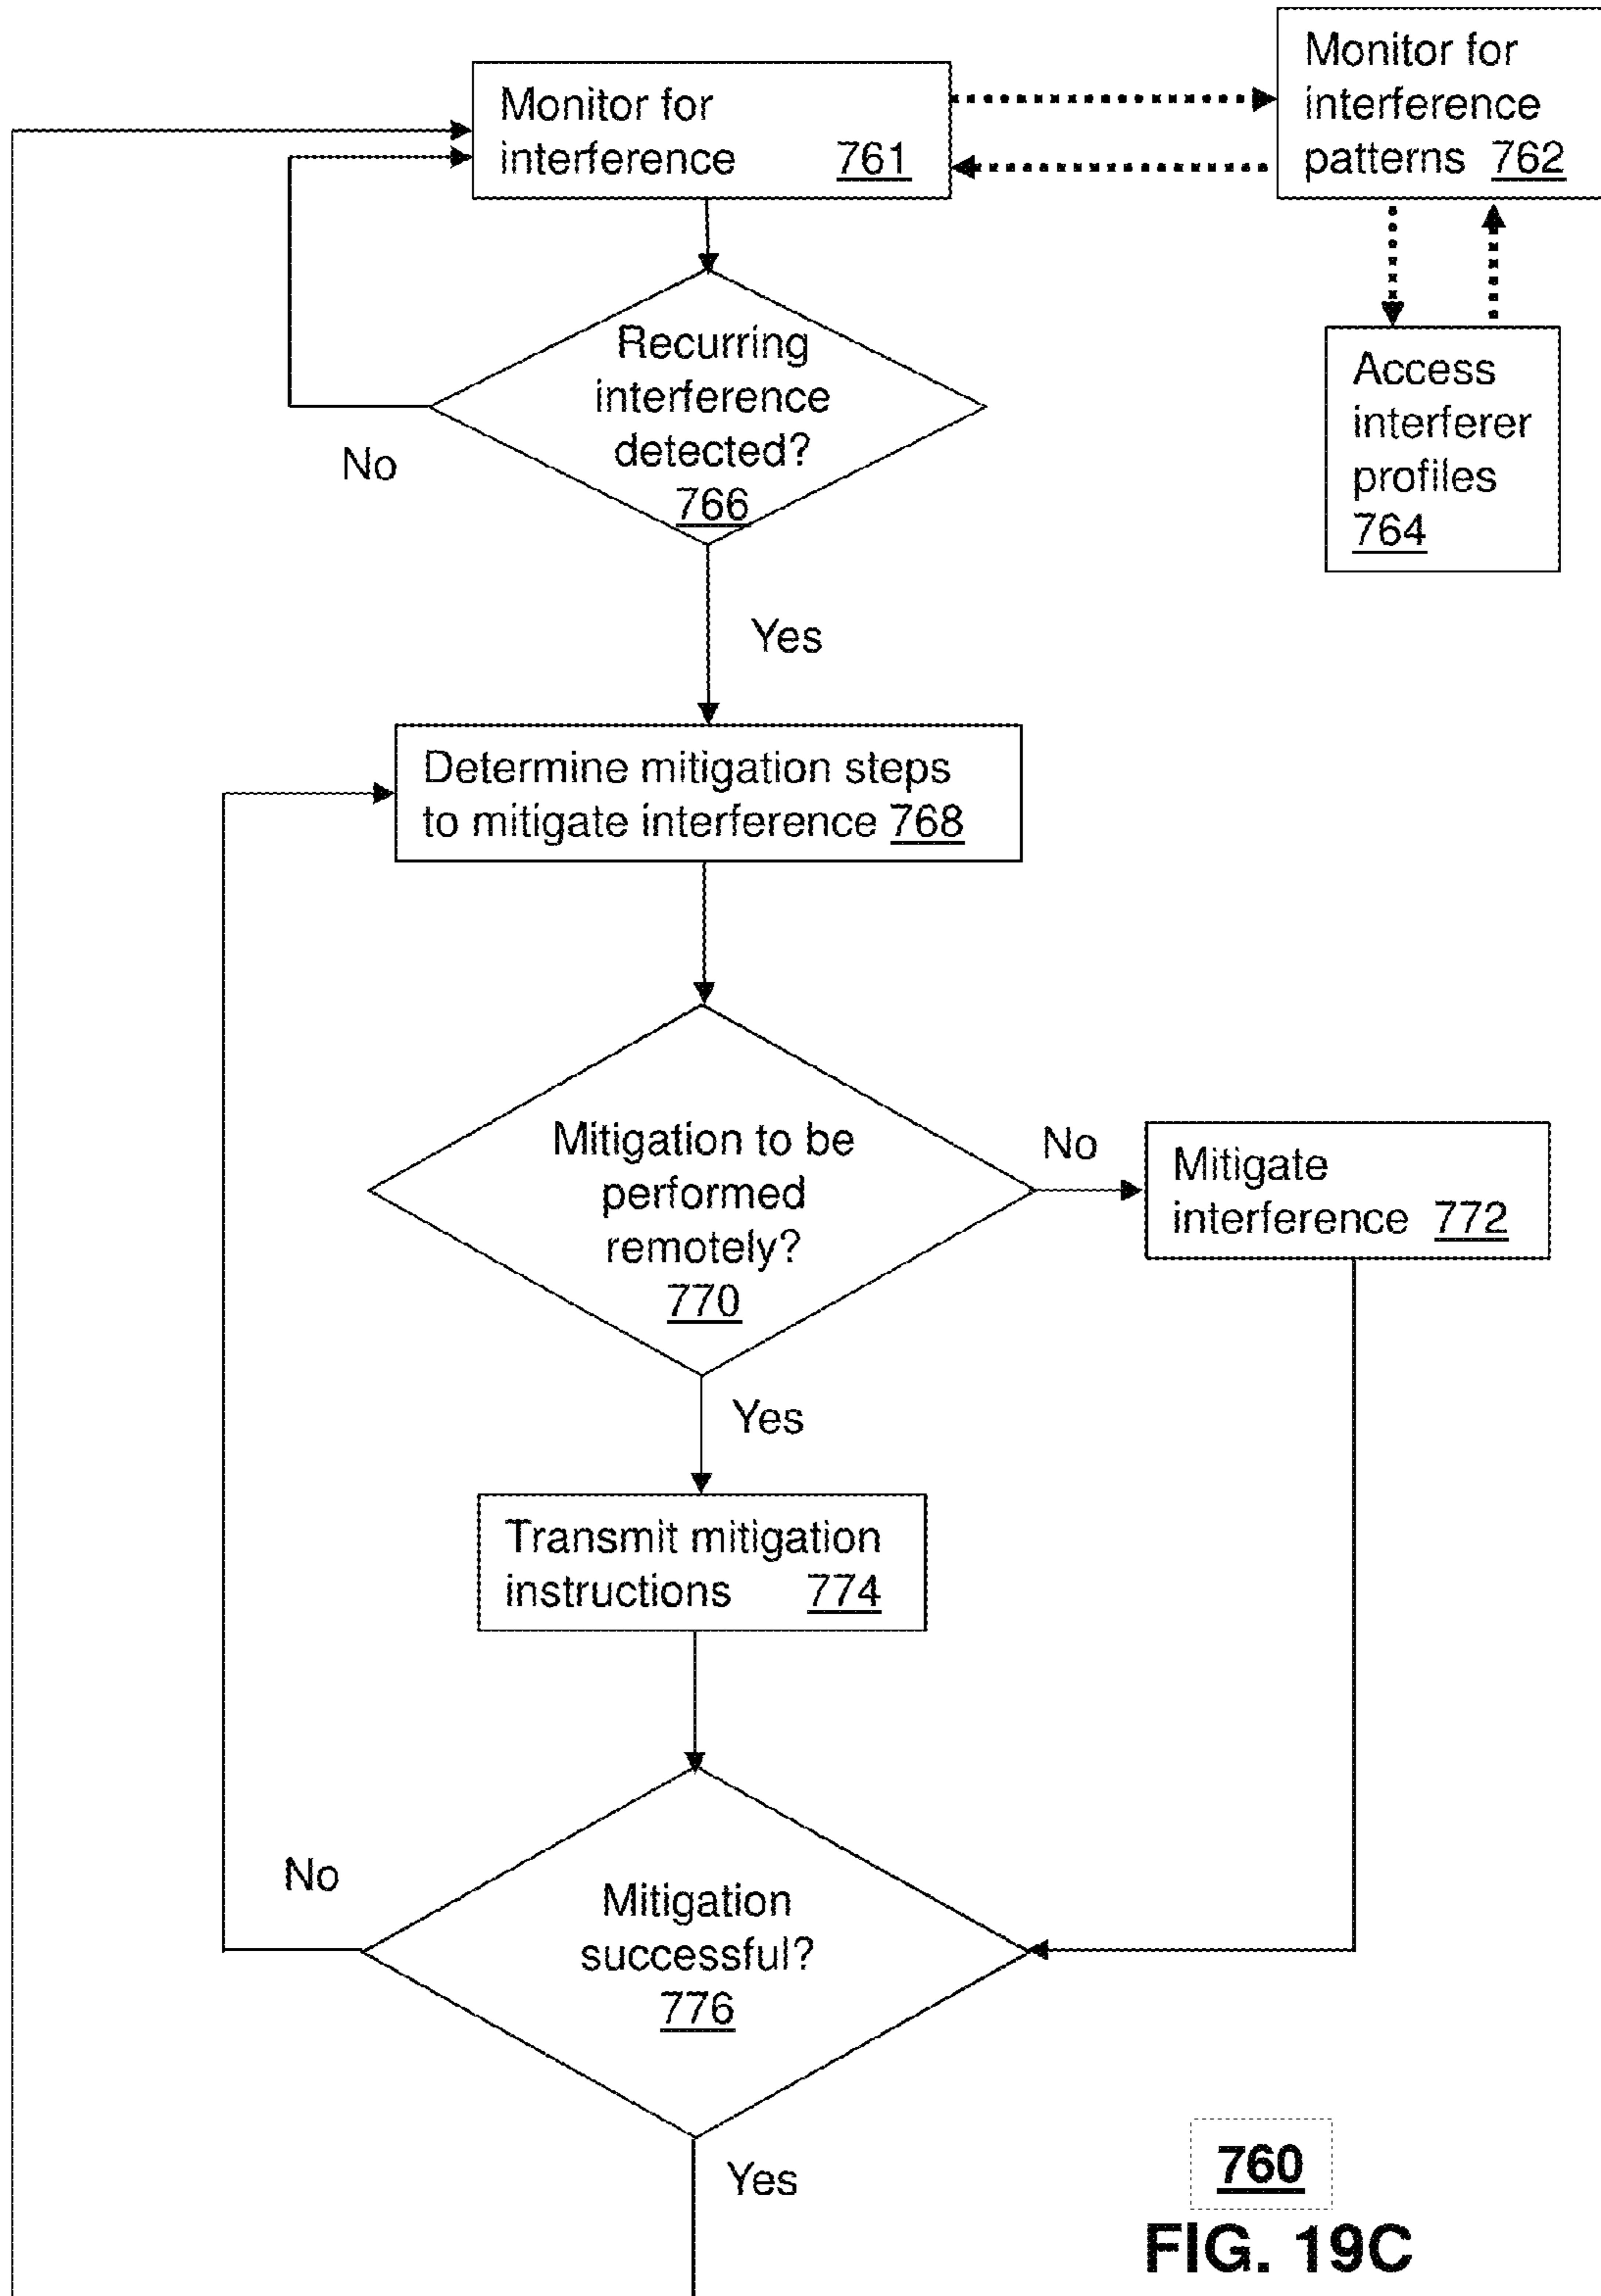 Monitor for
interference 761
Monitor for
interference
patterns 762
Recurring
interference
detected?
766
No
Access
interferer
profiles
764
Yes
Determine mitigation steps
to mitigate interference 768
Mitigation to be
performed
remotely?
770
No
Mitigate
interference 772
Yes
Transmit mitigation
instructions 774
No
Mitigation
successful?
776
Yes
760
FIG. 19C